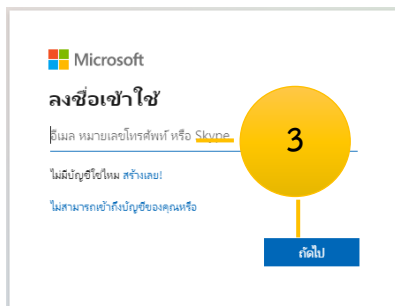 Microsoft
ลงชื่อเข้าใช้
อีเมล หมายเลขโทรศัพท์ หรือ Skype
3
ไม่มีบัญชีใช่ไหม สร้างเลย!
ไม่สามารถเข้าถึงบัญชีของคุณหรือ
ถัดไป